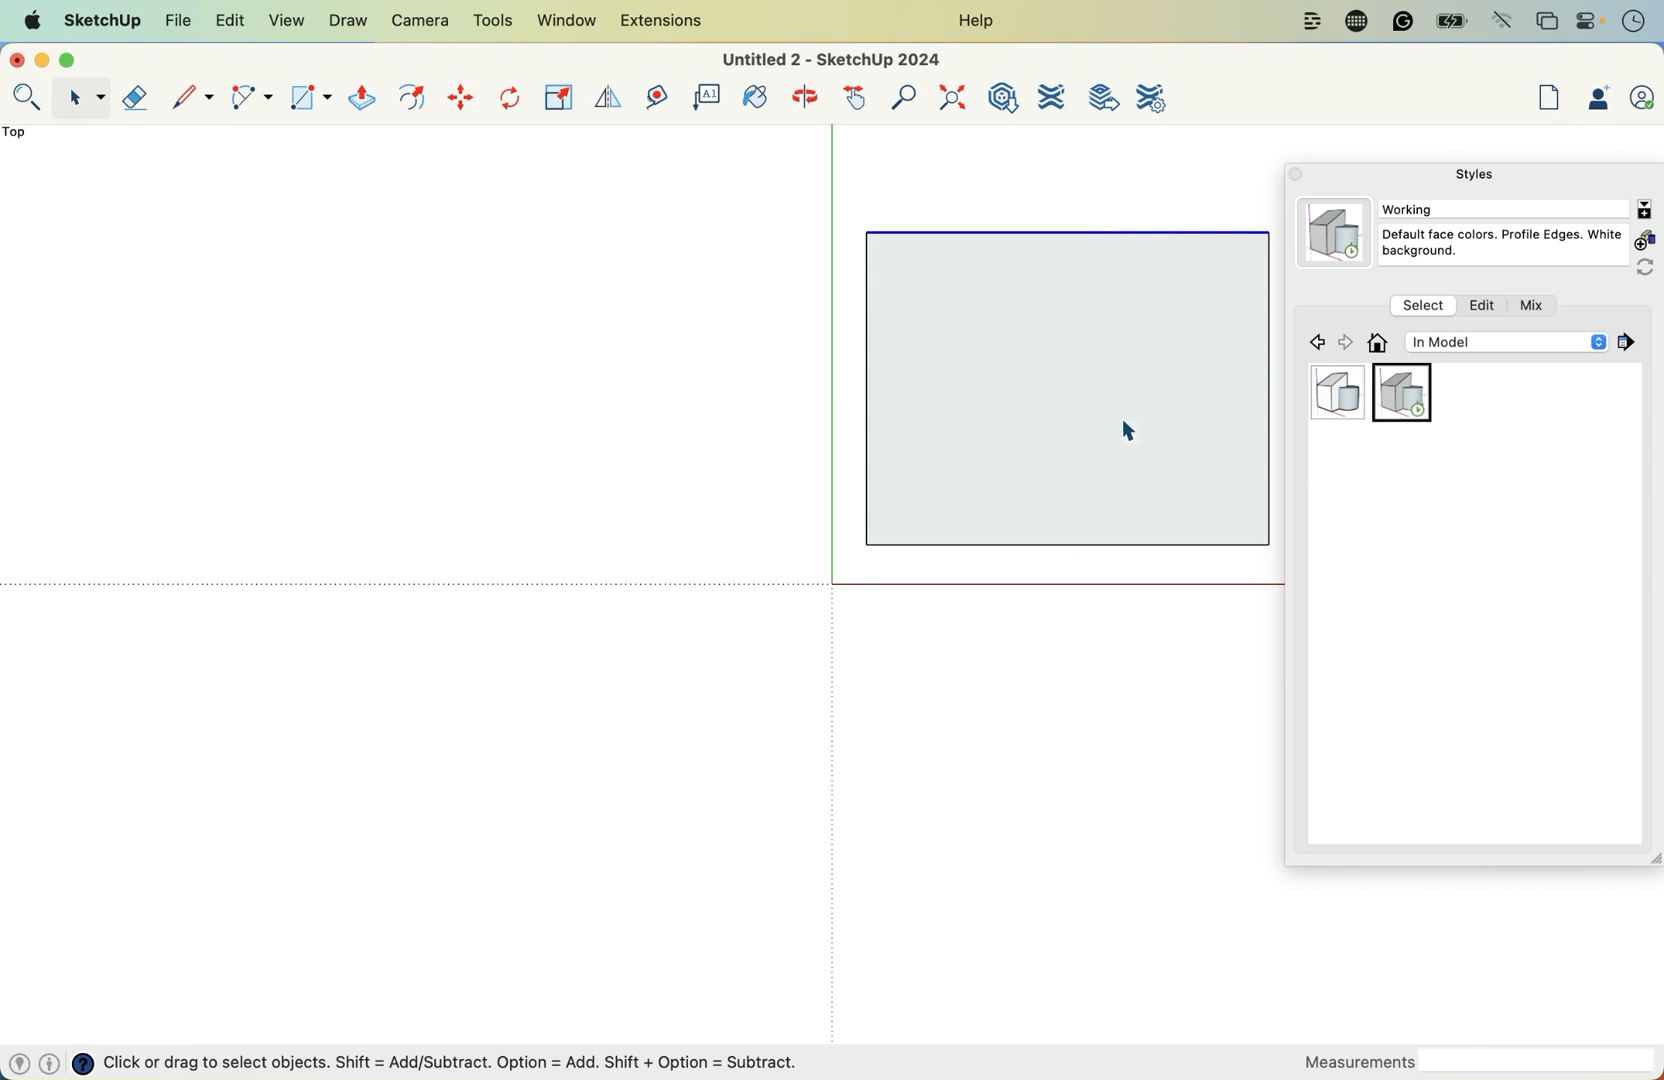 SketchUp File Edit View Draw Camera Tools Window Extensions Help
Untitled 2 - SketchUp 2024
A1
Top
Styles
Working
Default face colors. Profile Edges. White
background.
Select Edit Mix
In Model
Click or drag to select objects. Shift = Add/Subtract. Option = Add. Shift + Option = Subtract.
Measurements